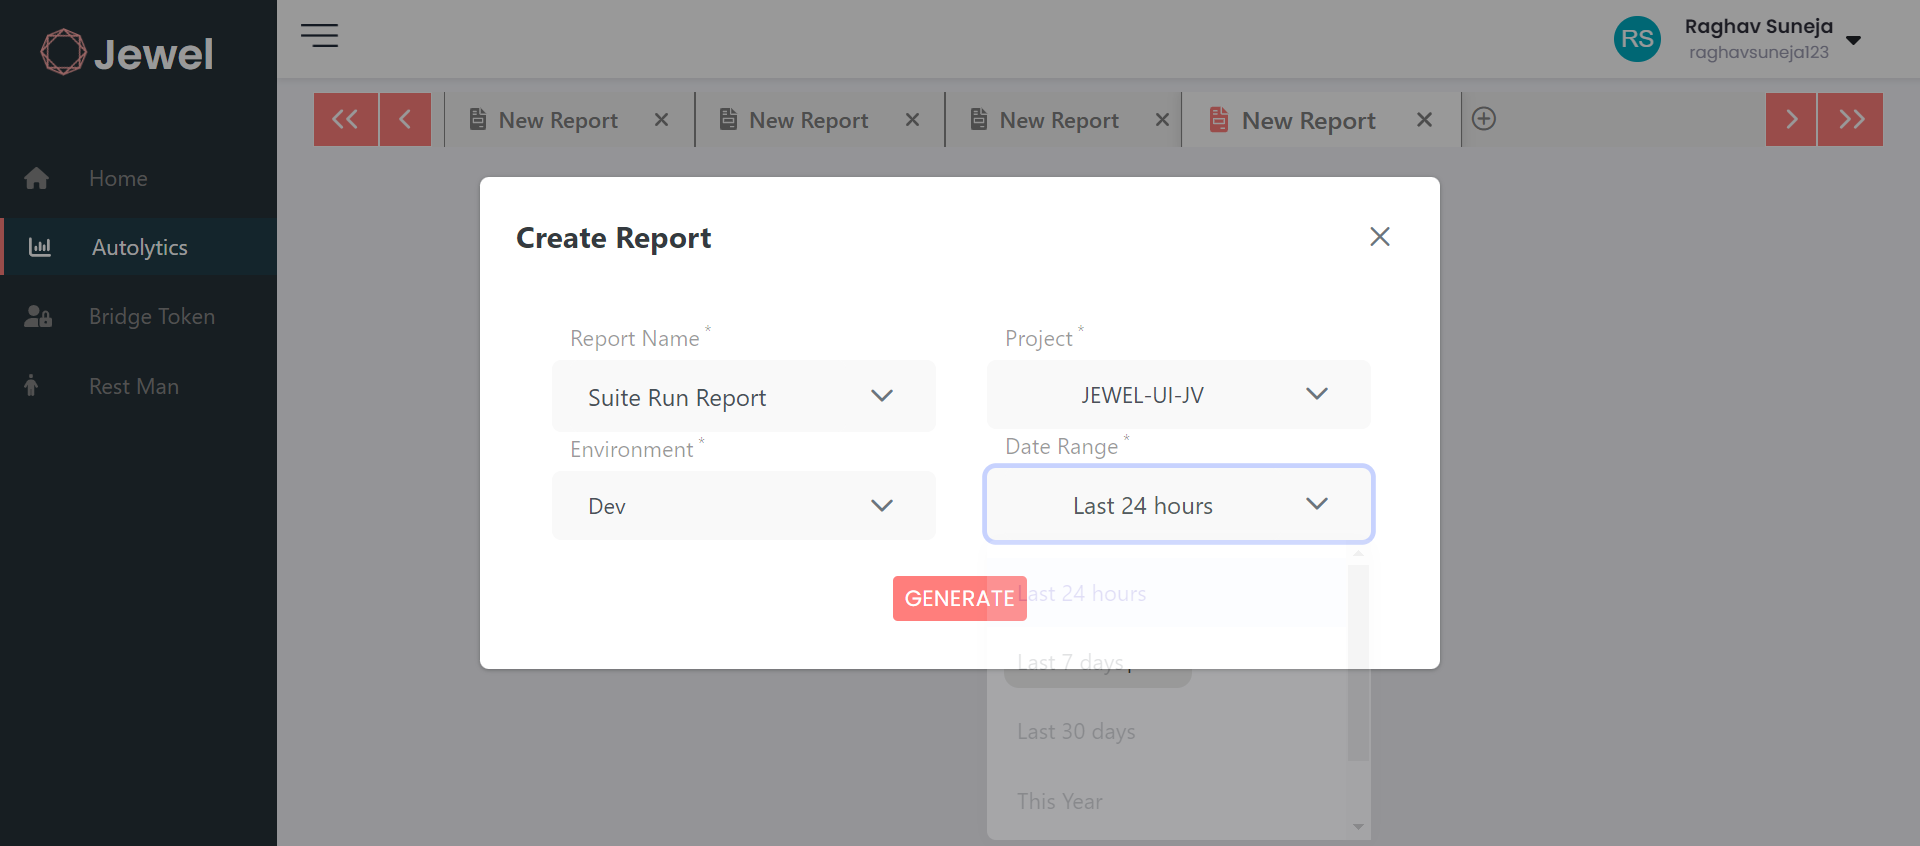 Jewel
Raghav Suneja
RS
raghavsuneja123
New Report
New Report
New Report
New Report
Home
Autolytics
Bridge Token
Rest Man
Create Report
Report Name *
Project *
Suite Run Report
JEWEL-UI-JV
Environment *
Date Range *
Dev
Last 24 hours
GENERATE
Last 24 hours
Last 7 days
Last 30 days
This Year